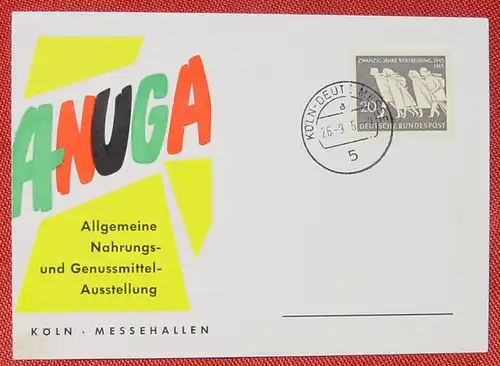 ANUGA
Allgemeine
Nahrungs-
und Genussmittel-
Ausstellung
KÖLN · MESSEHALLEN
ZWANZIG JAHRE VERTREIBUNG 1945
1965
20
DEUTSCHE BUNDESPOST
KÖLN-DEUTZ
a
26-9
5